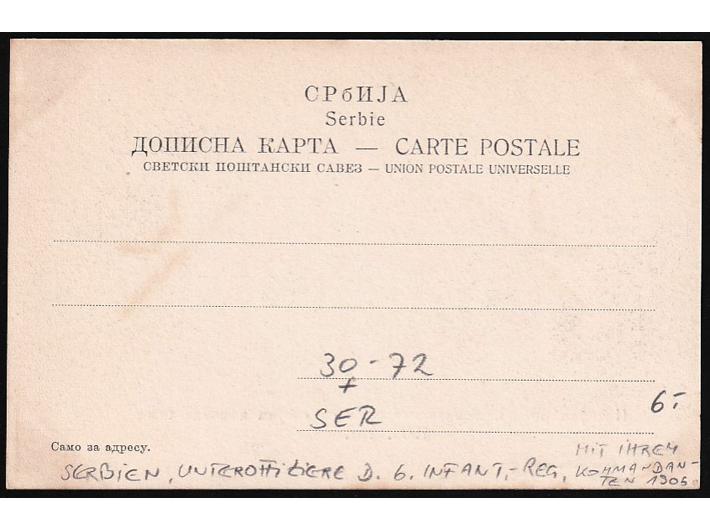 СРбИЈА
Serbie
ДОПИСНА КАРТА — CARTE POSTALE
СВЕТСКИ ПОШТАНСКИ САВЕЗ — UNION POSTALE UNIVERSELLE
30-72
+
SER
6.-
Само за адресу.
SERBIEN, UNTEROFFIZIERE D. 6. INFANT,-REG,
MIT IHREM
KOMMANDAN-
TEN 1905